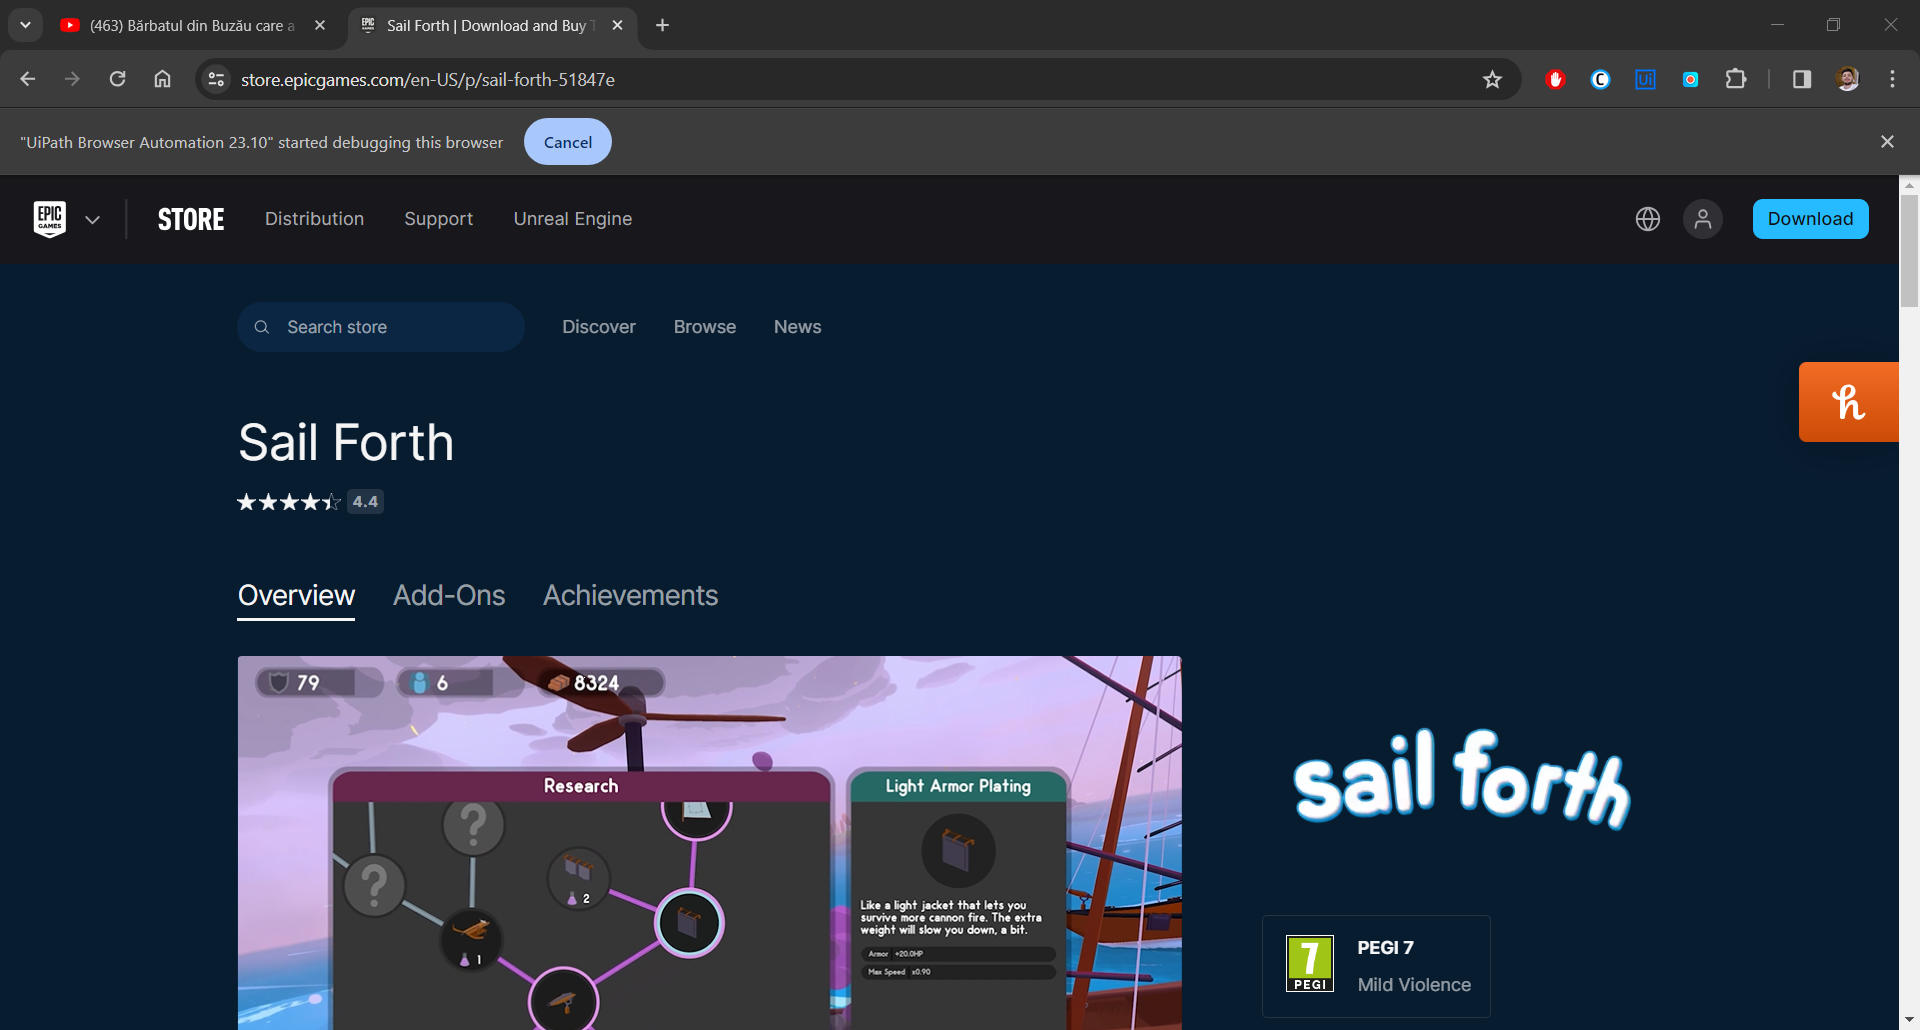 (463) Bărbatul din Buzău care a
Sail Forth | Download and Buy T
store.epicgames.com/en-US/p/sail-forth-51847e
"UiPath Browser Automation 23.10" started debugging this browser
Cancel
EPIC GAMES
STORE
Distribution
Support
Unreal Engine
Download
Search store
Discover
Browse
News
Sail Forth
4.4
Overview
Add-Ons
Achievements
79
6
8324
Research
Light Armor Plating
?
?
2
1
Like a light jacket that lets you
survive more cannon fire. The extra
weight will slow you down, a bit.
Armor +20.0HP
Max Speed x0.90
sail forth
7
PEGI
PEGI 7
Mild Violence